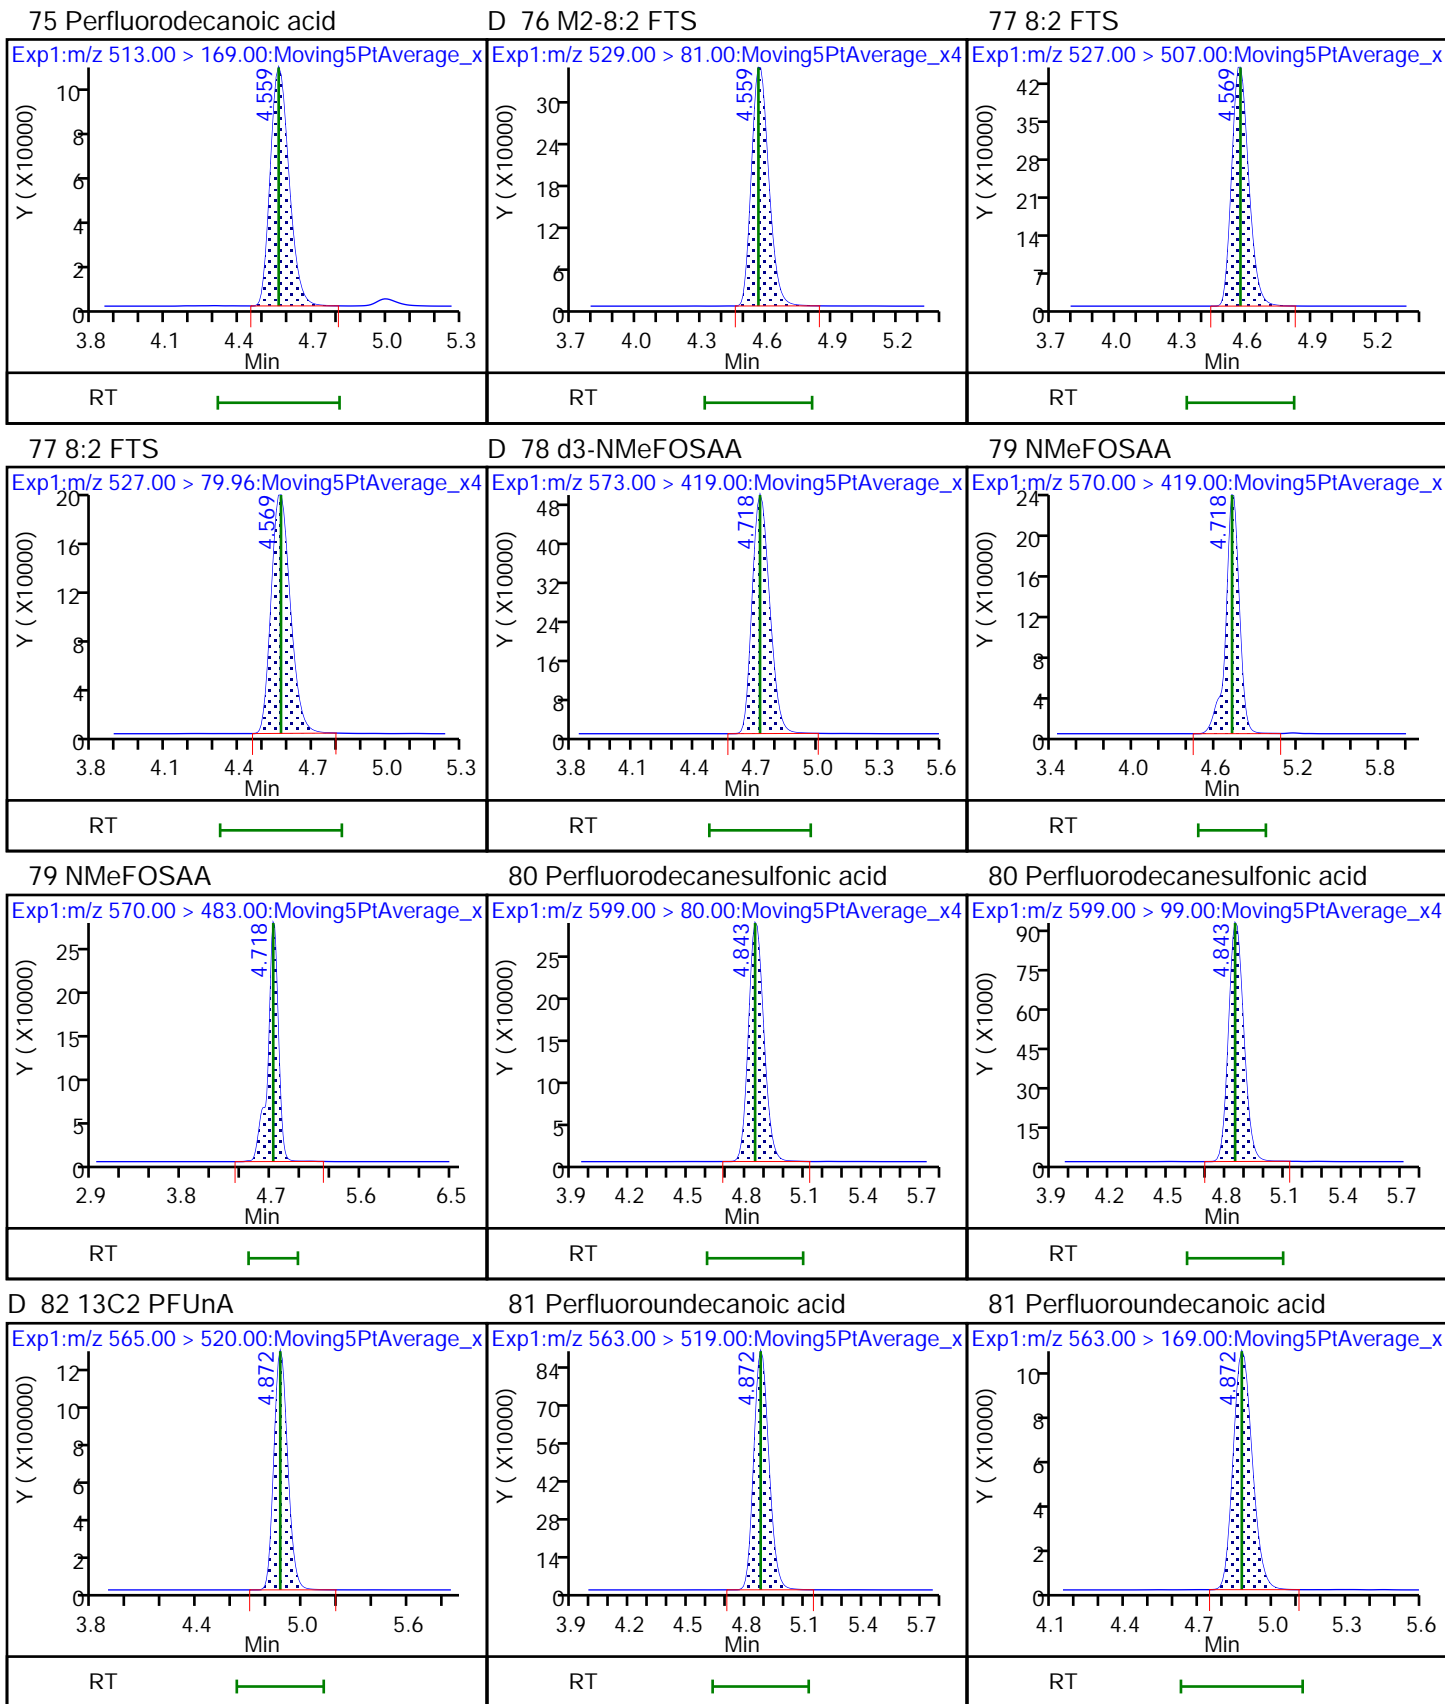 75 Perfluorodecanoic acid
Exp1:m/z 513.00 > 169.00:Moving5PtAverage_x
4.559
Y ( X10000)
10
8
6
4
2
0
3.8 4.1 4.4 4.7 5.0 5.3
Min
RT
D 76 M2-8:2 FTS
Exp1:m/z 529.00 > 81.00:Moving5PtAverage_x4
4.559
Y ( X10000)
30
24
18
12
6
0
3.7 4.0 4.3 4.6 4.9 5.2
Min
RT
77 8:2 FTS
Exp1:m/z 527.00 > 507.00:Moving5PtAverage_x
4.569
Y ( X10000)
42
35
28
21
14
7
0
3.7 4.0 4.3 4.6 4.9 5.2
Min
RT
77 8:2 FTS
Exp1:m/z 527.00 > 79.96:Moving5PtAverage_x4
4.569
Y ( X10000)
20
16
12
8
4
0
3.8 4.1 4.4 4.7 5.0 5.3
Min
RT
D 78 d3-NMeFOSAA
Exp1:m/z 573.00 > 419.00:Moving5PtAverage_x
4.718
Y ( X10000)
48
40
32
24
16
8
0
3.8 4.1 4.4 4.7 5.0 5.3 5.6
Min
RT
79 NMeFOSAA
Exp1:m/z 570.00 > 419.00:Moving5PtAverage_x
4.718
Y ( X10000)
24
20
16
12
8
4
0
3.4 4.0 4.6 5.2 5.8
Min
RT
79 NMeFOSAA
Exp1:m/z 570.00 > 483.00:Moving5PtAverage_x
4.718
Y ( X1000)
25
20
15
10
5
0
2.9 3.8 4.7 5.6 6.5
Min
RT
80 Perfluorodecanesulfonic acid
Exp1:m/z 599.00 > 80.00:Moving5PtAverage_x4
4.843
Y ( X10000)
25
20
15
10
5
0
3.9 4.2 4.5 4.8 5.1 5.4 5.7
Min
RT
80 Perfluorodecanesulfonic acid
Exp1:m/z 599.00 > 99.00:Moving5PtAverage_x4
4.843
Y ( X1000)
90
75
60
45
30
15
0
3.9 4.2 4.5 4.8 5.1 5.4 5.7
Min
RT
D 82 13C2 PFUnA
Exp1:m/z 565.00 > 520.00:Moving5PtAverage_x
4.872
Y ( X100000)
12
10
8
6
4
2
0
3.8 4.4 5.0 5.6
Min
RT
81 Perfluoroundecanoic acid
Exp1:m/z 563.00 > 519.00:Moving5PtAverage_x
4.872
Y ( X10000)
84
70
56
42
28
14
0
3.9 4.2 4.5 4.8 5.1 5.4 5.7
Min
RT
81 Perfluoroundecanoic acid
Exp1:m/z 563.00 > 169.00:Moving5PtAverage_x
4.872
Y ( X10000)
10
8
6
4
2
0
4.1 4.4 4.7 5.0 5.3 5.6
Min
RT